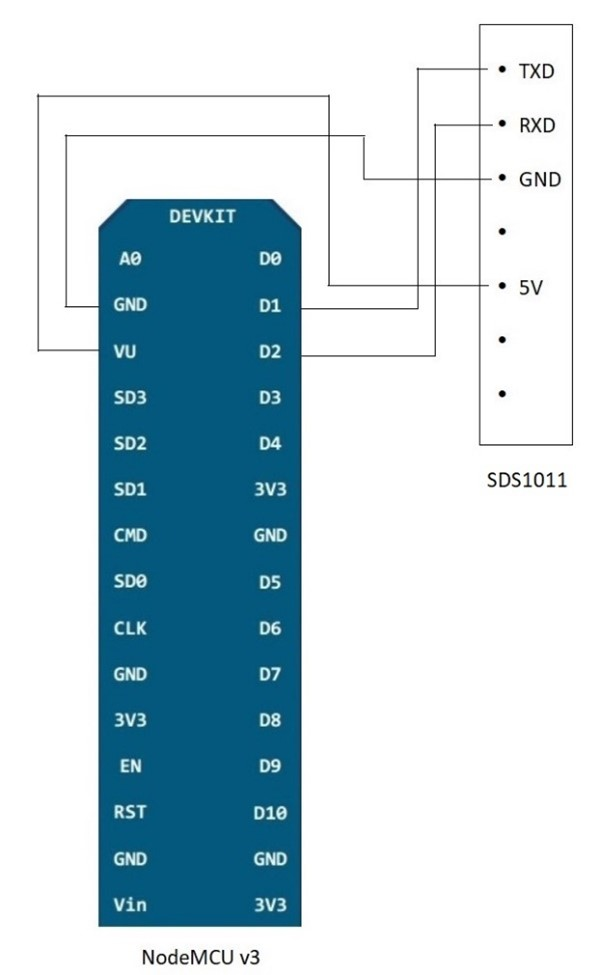 TXD
RXD
GND
5V
SDS1011
DEVKIT
A0 D0
GND D1
VU D2
SD3 D3
SD2 D4
SD1 3V3
CMD GND
SD0 D5
CLK D6
GND D7
3V3 D8
EN D9
RST D10
GND GND
Vin 3V3
NodeMCU v3